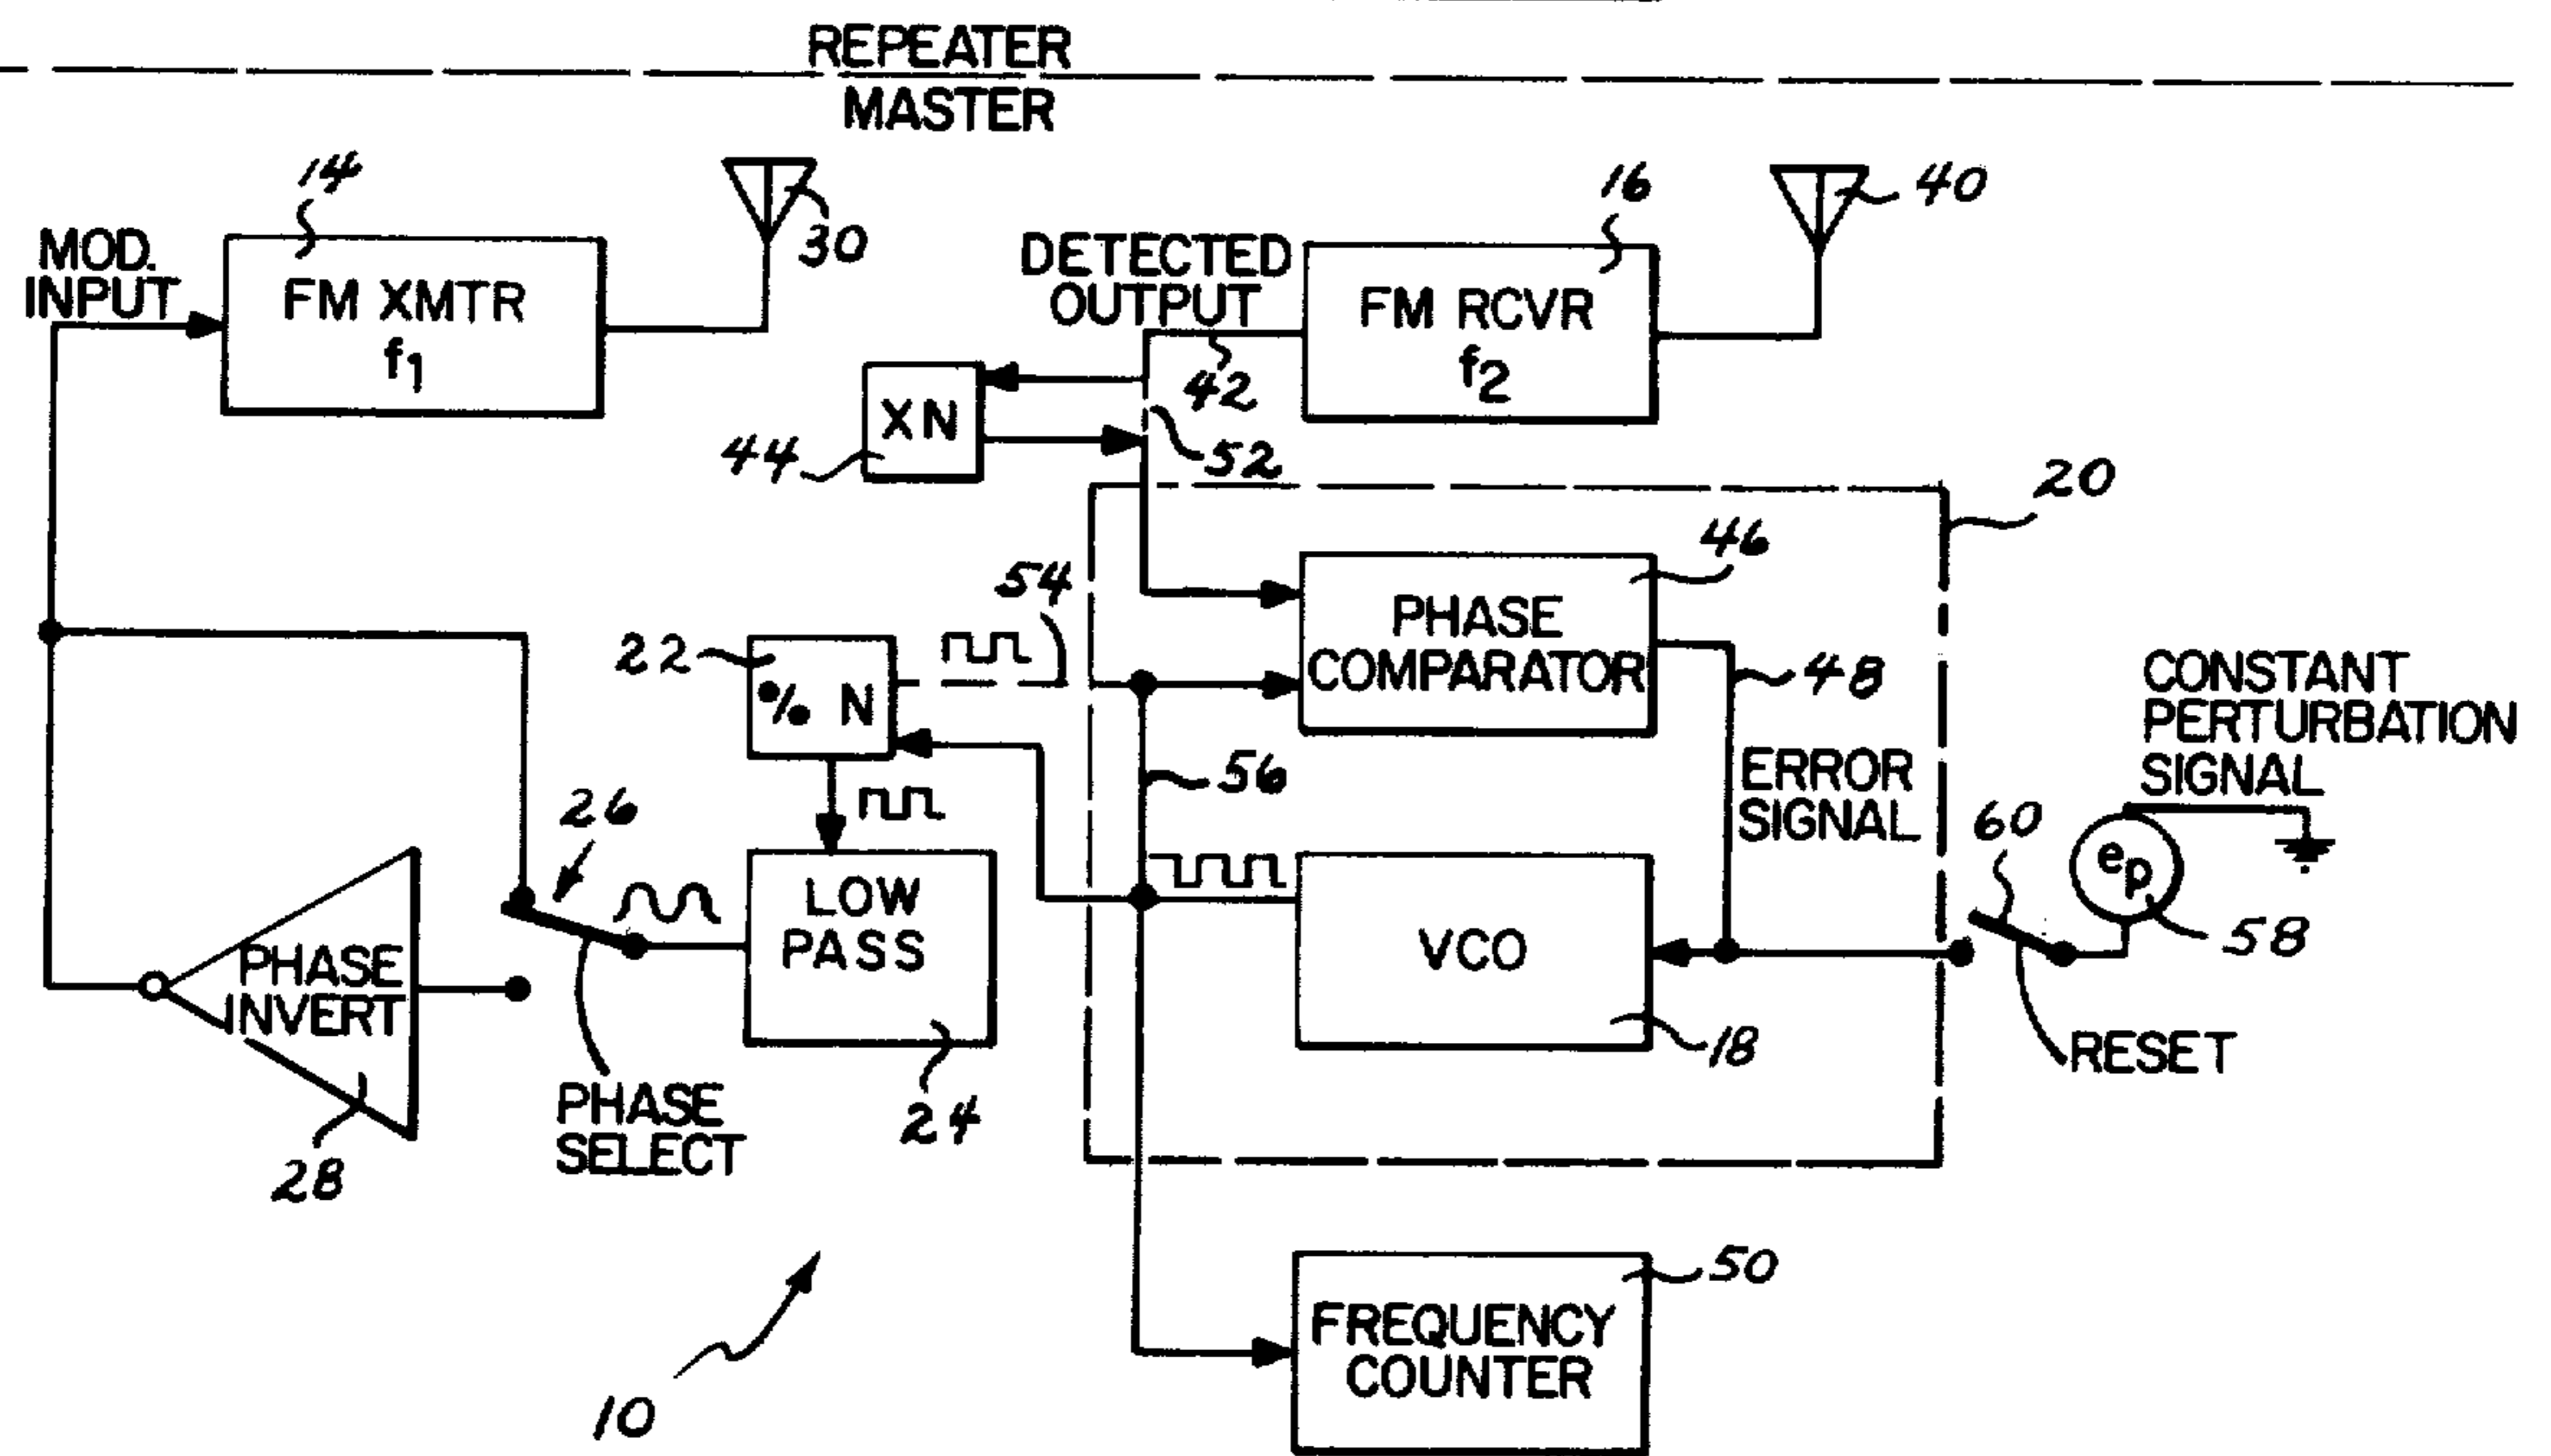 REPEATER
MASTER
14
30
16
40
MOD.
INPUT
FM XMTR
f1
DETECTED
OUTPUT
FM RCVR
f2
42
XN
44
52
20
46
54
PHASE
COMPARATOR
22
% N
48
CONSTANT
PERTURBATION
SIGNAL
56
ERROR
SIGNAL
26
60
ep
LOW
PASS
VCO
58
PHASE
INVERT
18
RESET
PHASE
SELECT
24
28
50
FREQUENCY
COUNTER
10